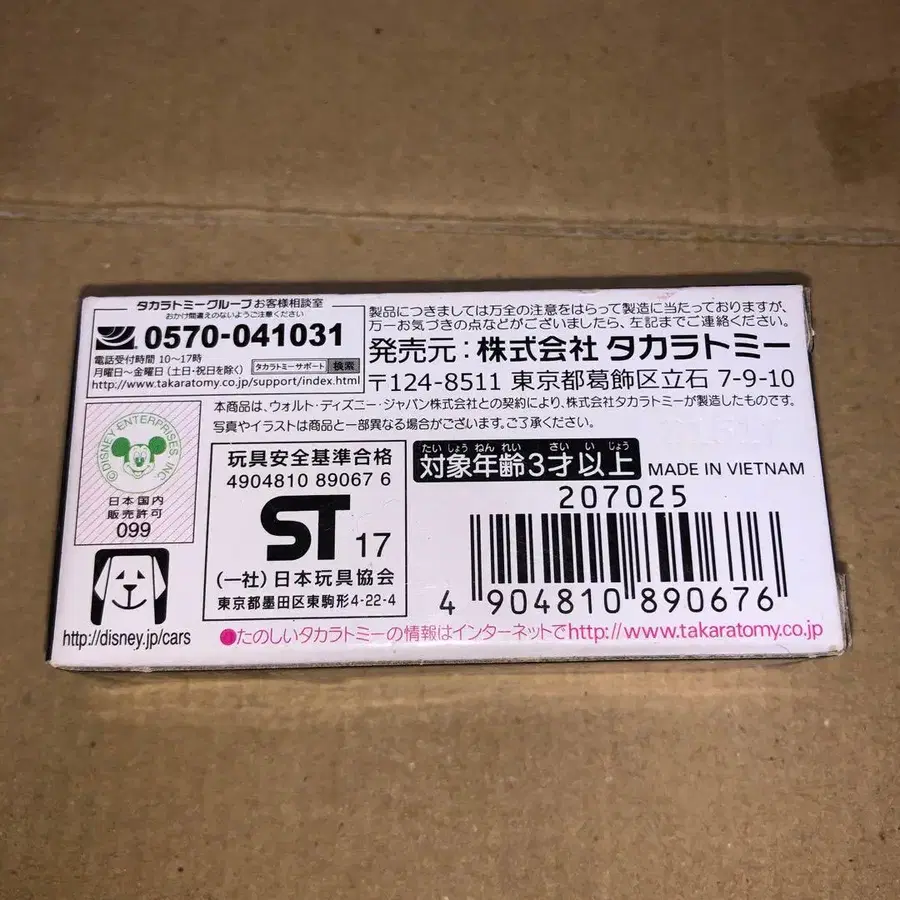 タカラトミーグループお客様相談室
おかけ間違えのないようご注意ください
0570-041031
電話受付時間 10〜17時
月曜日〜金曜日(土日・祝日を除く)
タカラトミーサポート 検索
http://www.takaratomy.co.jp/support/index.html
製品につきましては万全の注意をはらって製造に当たっておりますが、
万一お気づきの点などがございましたら、左記までご連絡ください。
発売元：株式会社 タカラトミー
〒124-8511 東京都葛飾区立石 7-9-10
本商品は、ウォルト・ディズニー・ジャパン株式会社との契約により、株式会社タカラトミーが製造したものです。
写真やイラストは商品と一部異なる場合がございます。ご了承ください。
©DISNEY ENTERPRISES INC.
日本国内
販売許可
099
http://disney.jp/cars
玩具安全基準合格
4904810 89067 6
ST 17
(一社)日本玩具協会
東京都墨田区東駒形4-22-4
たいしょうねんれい さいいじょう
対象年齢3才以上
MADE IN VIETNAM
207025
4 904810 890676
●たのしいタカラトミーの情報はインターネットでhttp://www.takaratomy.co.jp